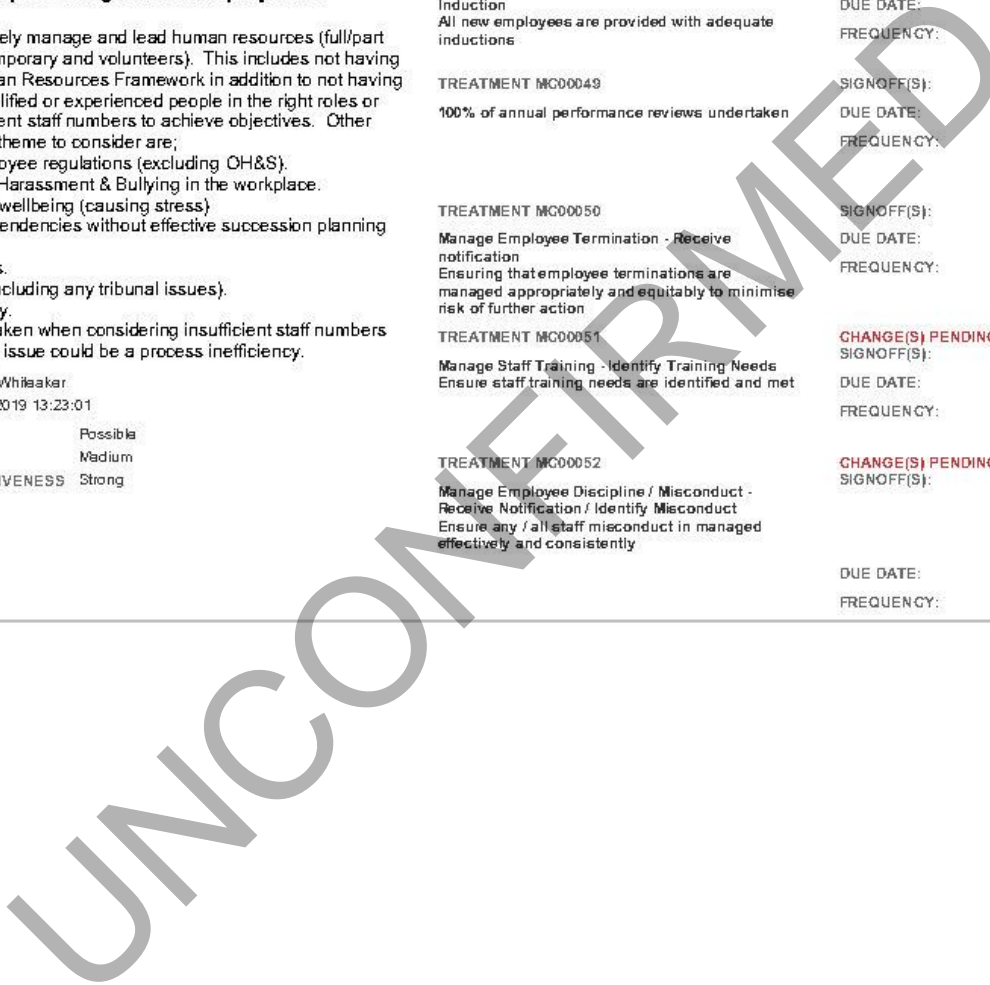 ely manage and lead human resources (full/part
mporary and volunteers). This includes not having
an Resources Framework in addition to not having
lified or experienced people in the right roles or
ent staff numbers to achieve objectives. Other
theme to consider are;
oyee regulations (excluding OH&S).
Harassment & Bullying in the workplace.
wellbeing (causing stress)
endencies without effective succession planning
s.
cluding any tribunal issues).
y.
aken when considering insufficient staff numbers
issue could be a process inefficiency.
Whiteaker
2019 13:23:01
Possible
Medium
IVENESS Strong
Induction
All new employees are provided with adequate
inductions
DUE DATE:
FREQUENCY:
TREATMENT MC00049
100% of annual performance reviews undertaken
SIGNOFF(S):
DUE DATE:
FREQUENCY:
TREATMENT MC00050
Manage Employee Termination - Receive
notification
Ensuring that employee terminations are
managed appropriately and equitably to minimise
risk of further action
SIGNOFF(S):
DUE DATE:
FREQUENCY:
TREATMENT MC00051
Manage Staff Training - Identify Training Needs
Ensure staff training needs are identified and met
CHANGE(S) PENDING
SIGNOFF(S):
DUE DATE:
FREQUENCY:
TREATMENT MC00052
Manage Employee Discipline / Misconduct -
Receive Notification / Identify Misconduct
Ensure any / all staff misconduct in managed
effectively and consistently
CHANGE(S) PENDING
SIGNOFF(S):
DUE DATE:
FREQUENCY:
UNCONFIRMED